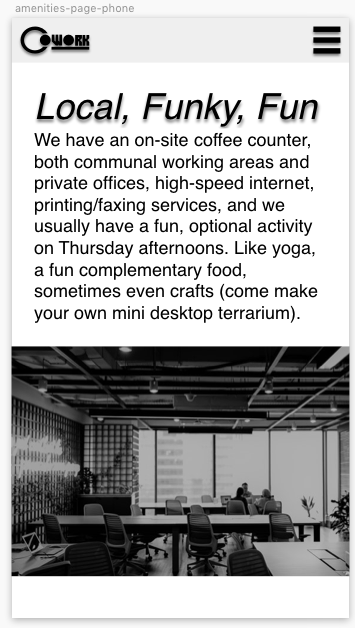 amenities-page-phone
COWORK
Local, Funky, Fun
We have an on-site coffee counter,
both communal working areas and
private offices, high-speed internet,
printing/faxing services, and we
usually have a fun, optional activity
on Thursday afternoons. Like yoga,
a fun complementary food,
sometimes even crafts (come make
your own mini desktop terrarium).